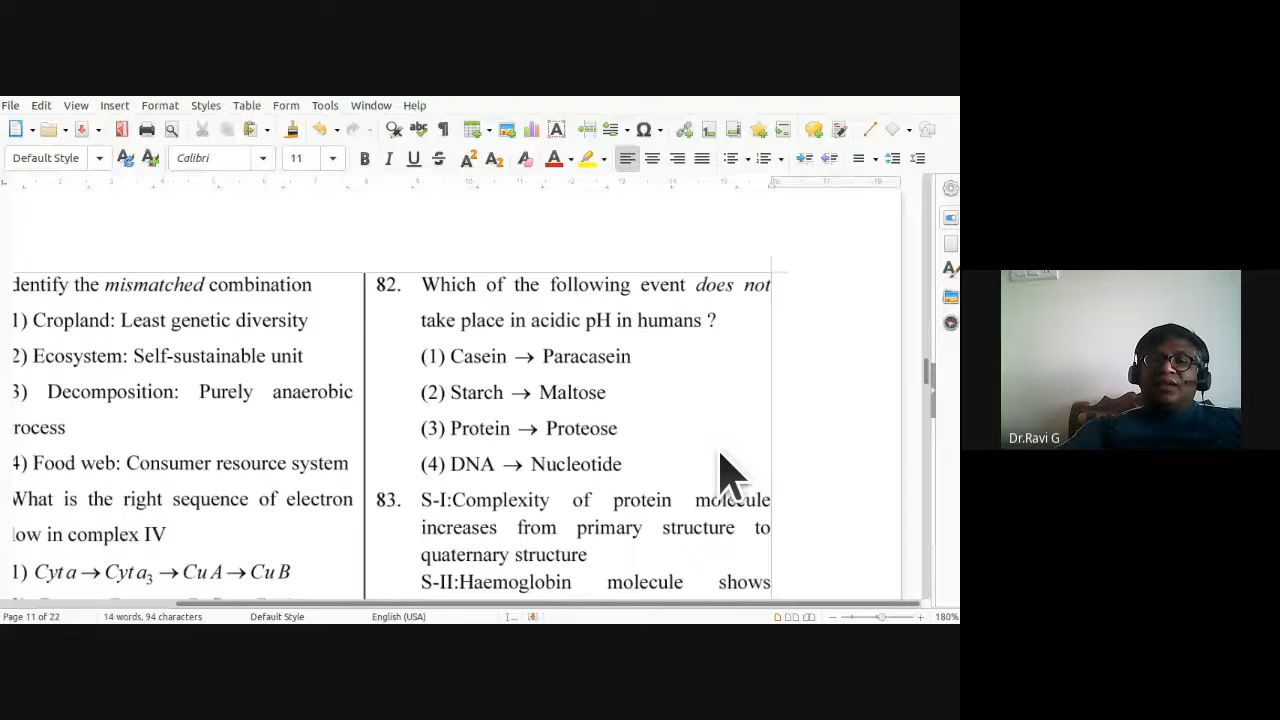 File Edit View Insert Format Styles Table Form Tools Window Help
Default Style Calibri 11
dentify the mismatched combination
1) Cropland: Least genetic diversity
2) Ecosystem: Self-sustainable unit
3) Decomposition: Purely anaerobic
rocess
4) Food web: Consumer resource system
What is the right sequence of electron
low in complex IV
1) Cyt a → Cyt a₃ → Cu A → Cu B
82. Which of the following event does not
take place in acidic pH in humans ?
(1) Casein → Paracasein
(2) Starch → Maltose
(3) Protein → Proteose
(4) DNA → Nucleotide
83. S-I:Complexity of protein molecule
increases from primary structure to
quaternary structure
S-II:Haemoglobin molecule shows
Page 11 of 22 14 words, 94 characters Default Style English (USA) 180%
Dr.Ravi G